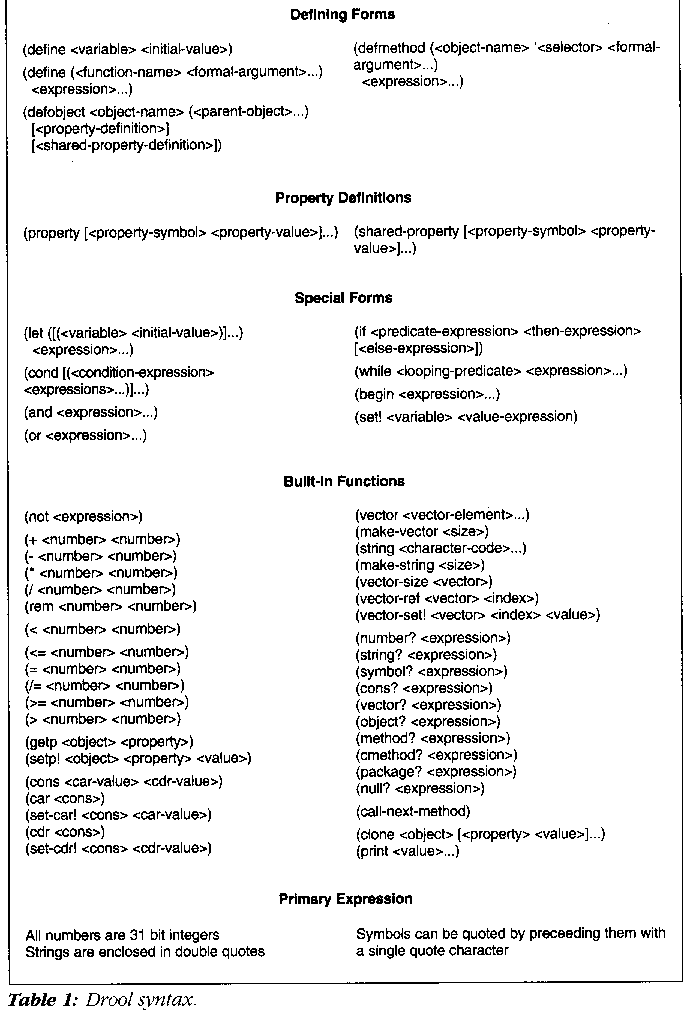 Defining Forms
(define <variable> <initial-value>)
(define (<function-name> <formal-argument>...)
<expression>...)
(defobject <object-name> (<parent-object>...)
[<property-definition>]
[<shared-property-definition>])
(defmethod (<object-name> '<selector> <formal-
argument>...)
<expression>...)
Property Definitions
(property [<property-symbol> <property-value>]...)
(shared-property [<property-symbol> <property-
value>]...)
Special Forms
(let ([(<variable> <initial-value>)]...)
<expression>...)
(cond [(<condition-expression>
<expressions>...)]...)
(and <expression>...)
(or <expression>...)
(if <predicate-expression> <then-expression>
[<else-expression>])
(while <looping-predicate> <expression>...)
(begin <expression>...)
(set! <variable> <value-expression)
Built-In Functions
(not <expression>)
(+ <number> <number>)
(- <number> <number>)
(* <number> <number>)
(/ <number> <number>)
(rem <number> <number>)
(< <number> <number>)
(<= <number> <number>)
(= <number> <number>)
(/= <number> <number>)
(>= <number> <number>)
(> <number> <number>)
(getp <object> <property>)
(setp! <object> <property> <value>)
(cons <car-value> <cdr-value>)
(car <cons>)
(set-car! <cons> <car-value>)
(cdr <cons>)
(set-cdr! <cons> <cdr-value>)
(vector <vector-element>...)
(make-vector <size>)
(string <character-code>...)
(make-string <size>)
(vector-size <vector>)
(vector-ref <vector> <index>)
(vector-set! <vector> <index> <value>)
(number? <expression>)
(string? <expression>)
(symbol? <expression>)
(cons? <expression>)
(vector? <expression>)
(object? <expression>)
(method? <expression>)
(cmethod? <expression>)
(package? <expression>)
(null? <expression>)
(call-next-method)
(clone <object> [<property> <value>]...)
(print <value>...)
Primary Expression
All numbers are 31 bit integers
Strings are enclosed in double quotes
Symbols can be quoted by preceeding them with
a single quote character
Table 1: Drool syntax.